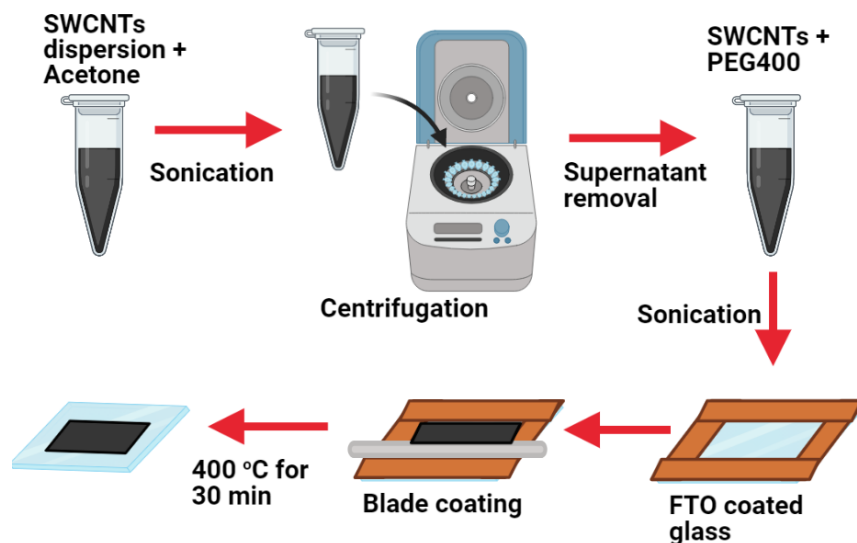 SWCNTs
dispersion +
Acetone
Sonication
Centrifugation
Supernatant
removal
SWCNTs +
PEG400
Sonication
FTO coated
glass
Blade coating
400 °C for
30 min